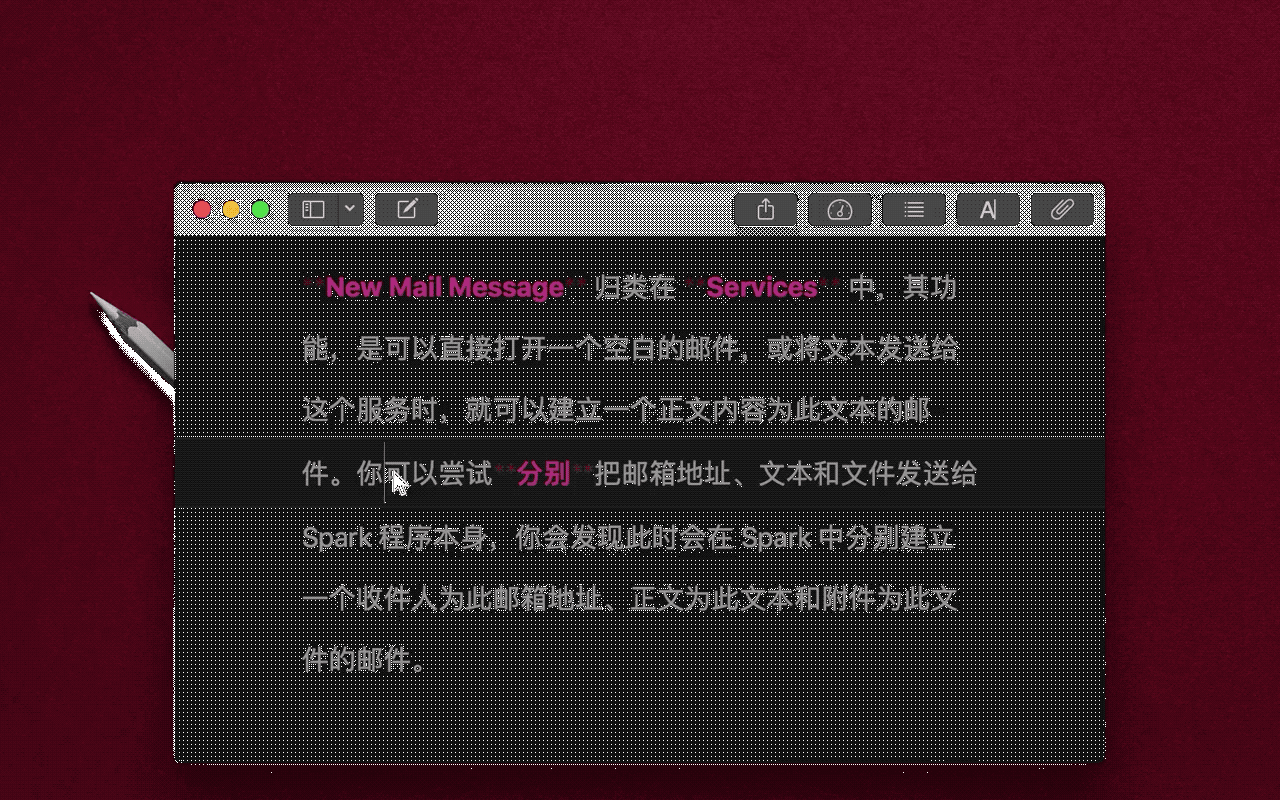 **New Mail Message** 归类在 **Services** 中，其功
能，是可以直接打开一个空白的邮件，或将文本发送给
这个服务时，就可以建立一个正文内容为此文本的邮
件。你可以尝试**分别**把邮箱地址、文本和文件发送给
Spark 程序本身，你会发现此时会在 Spark 中分别建立
一个收件人为此邮箱地址、正文为此文本和附件为此文
件的邮件。